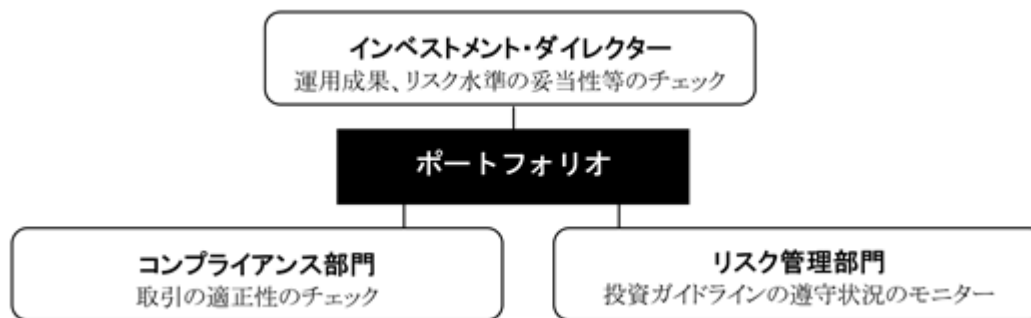 インベストメント・ダイレクター
運用成果、リスク水準の妥当性等のチェック
ポートフォリオ
コンプライアンス部門
取引の適正性のチェック
リスク管理部門
投資ガイドラインの遵守状況のモニター